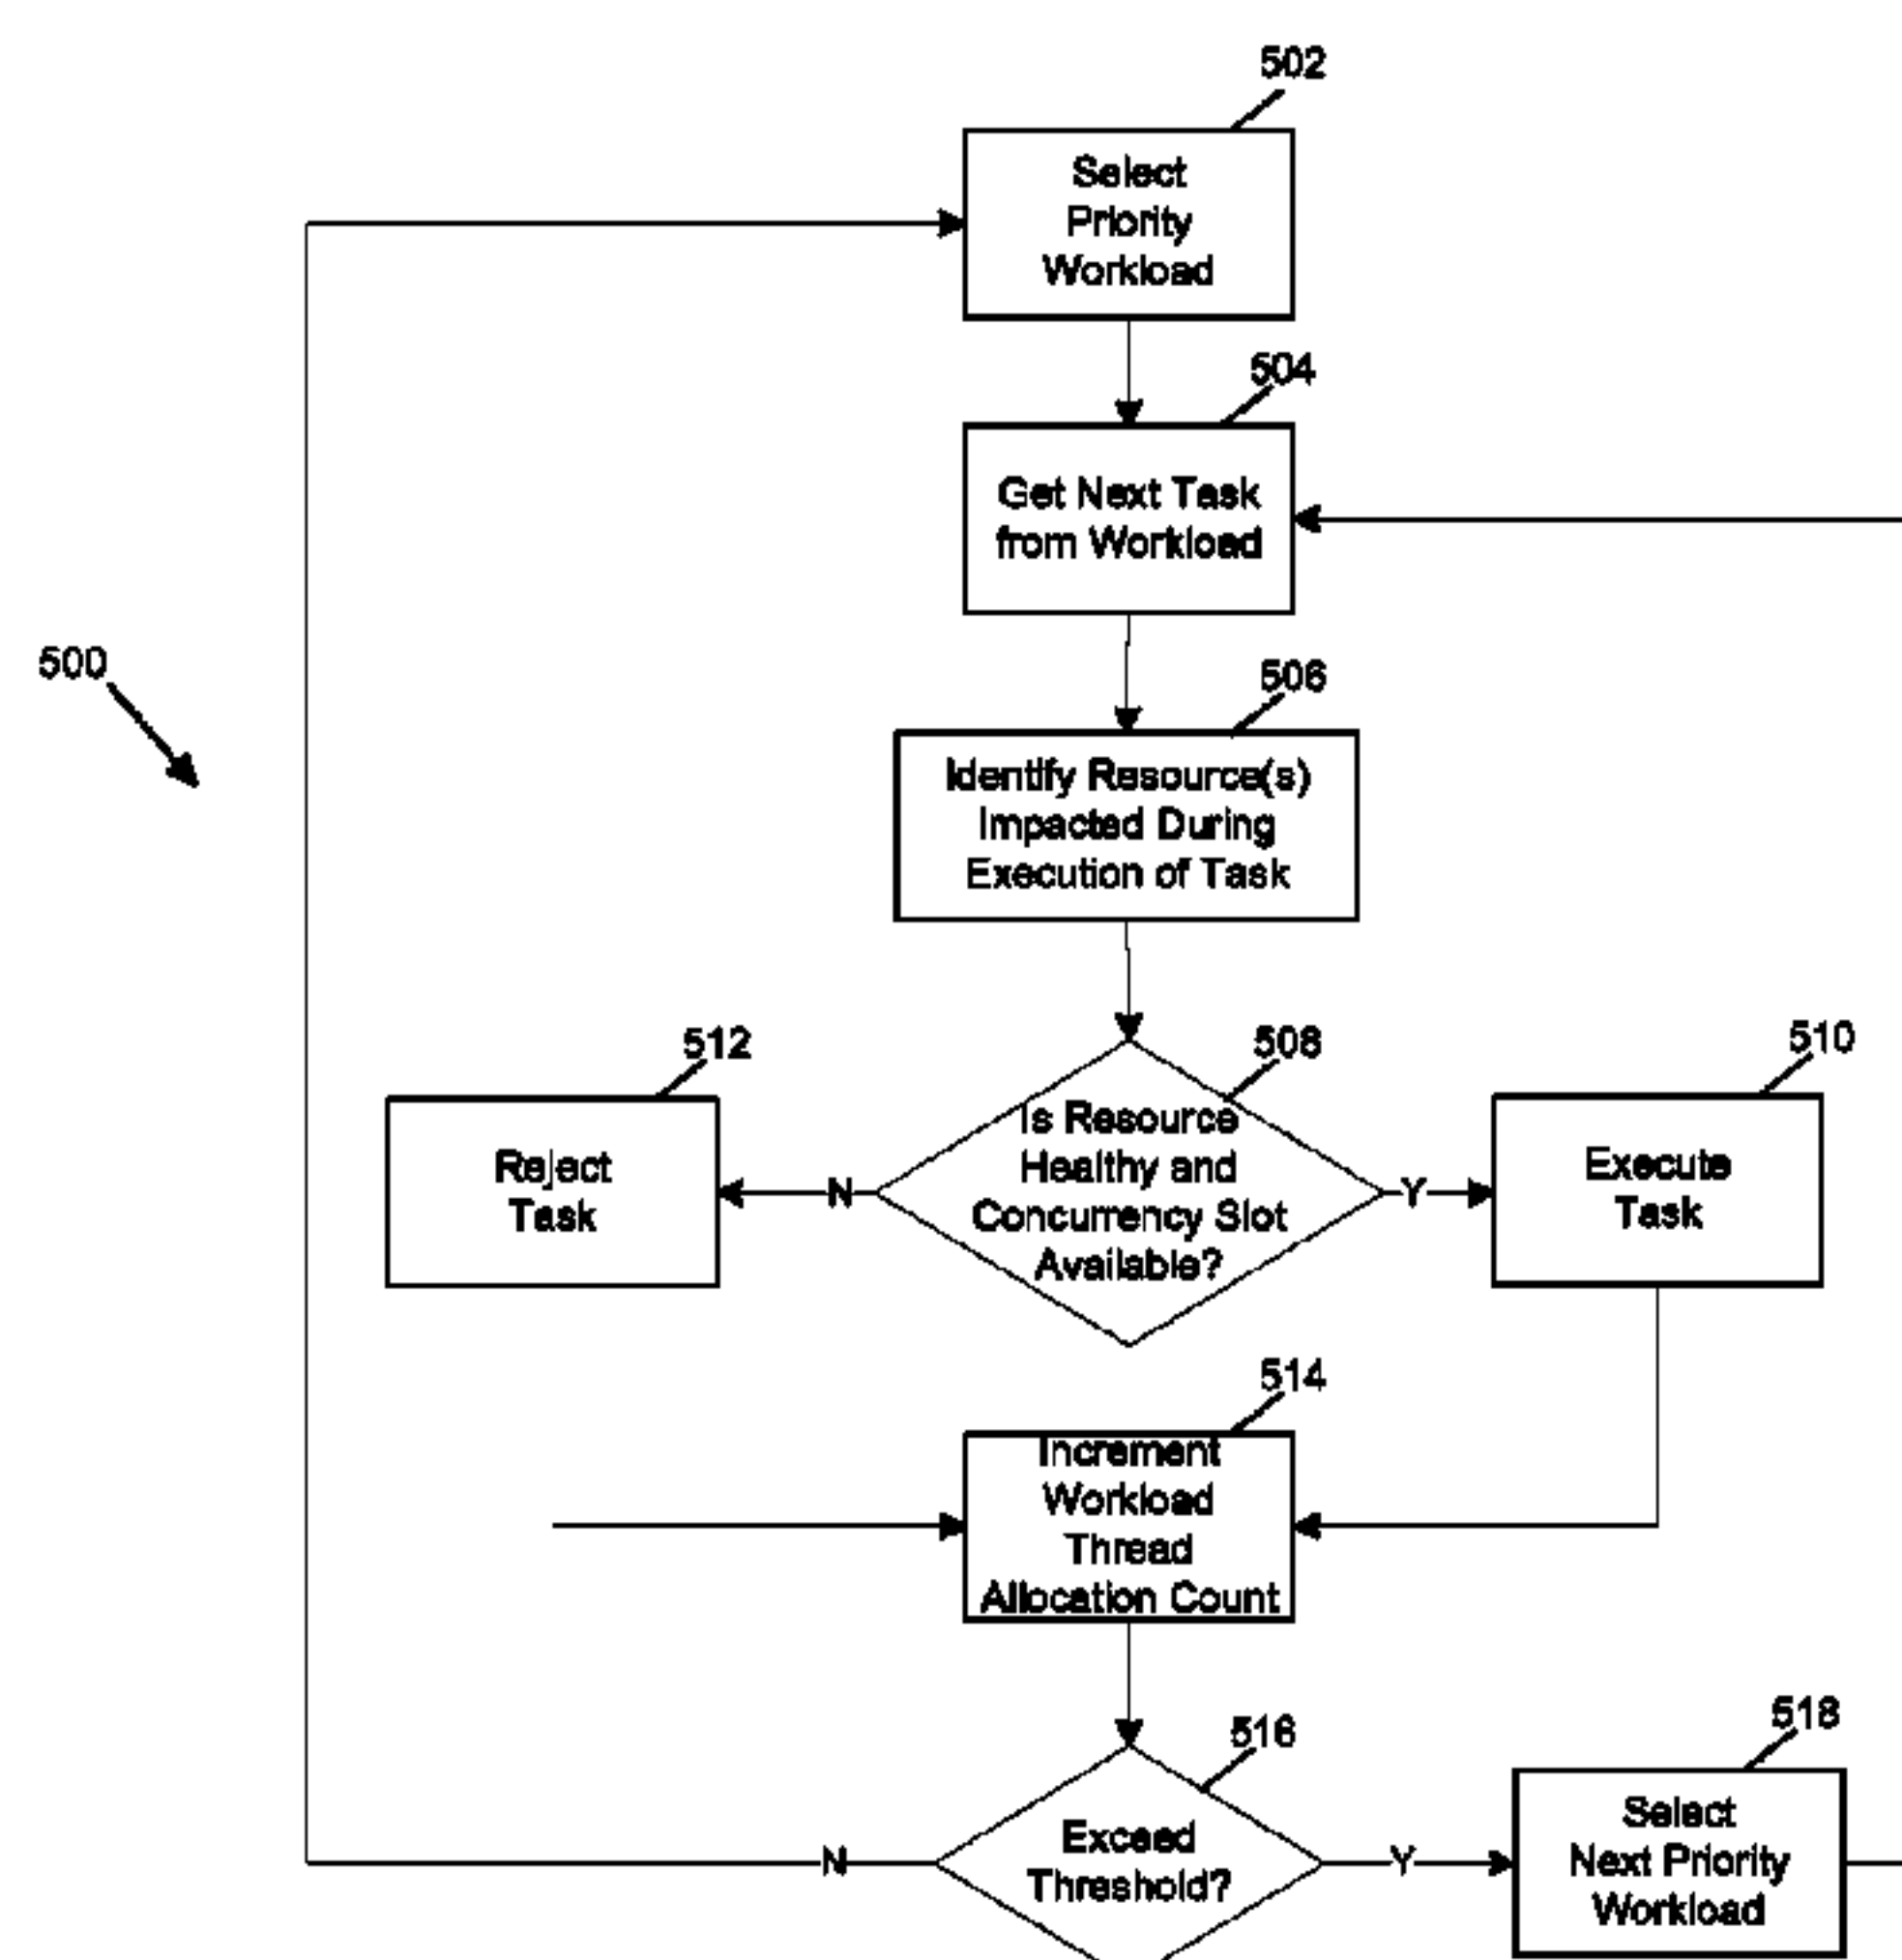 502
Select
Priority
Workload
504
Get Next Task
from Workload
500
506
Identify Resource(s)
Impacted During
Execution of Task
512
508
510
Reject
Task
Is Resource
Healthy and
Concurrency Slot
Available?
Execute
Task
N
Y
514
Increment
Workload
Thread
Allocation Count
516
518
Exceed
Threshold?
N
Y
Select
Next Priority
Workload